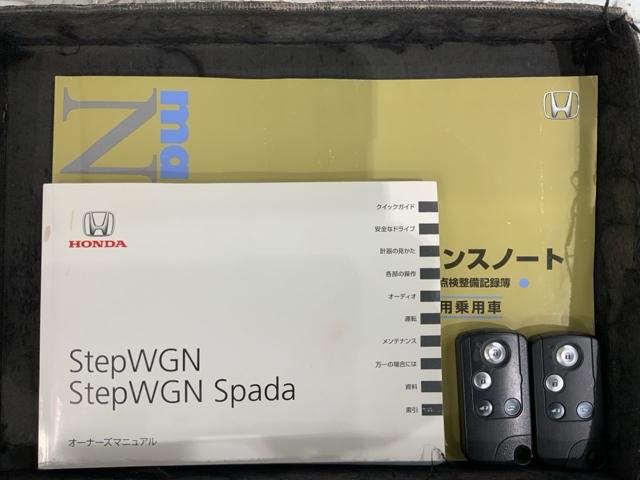 ma
N
ンスノート
点検整備記録簿
用乗用車
HONDA
クイックガイド
安全なドライブ
計器の見かた
各部の操作
オーディオ
運転
メンテナンス
万一の場合には
資料
索引
StepWGN
StepWGN Spada
オーナーズマニュアル